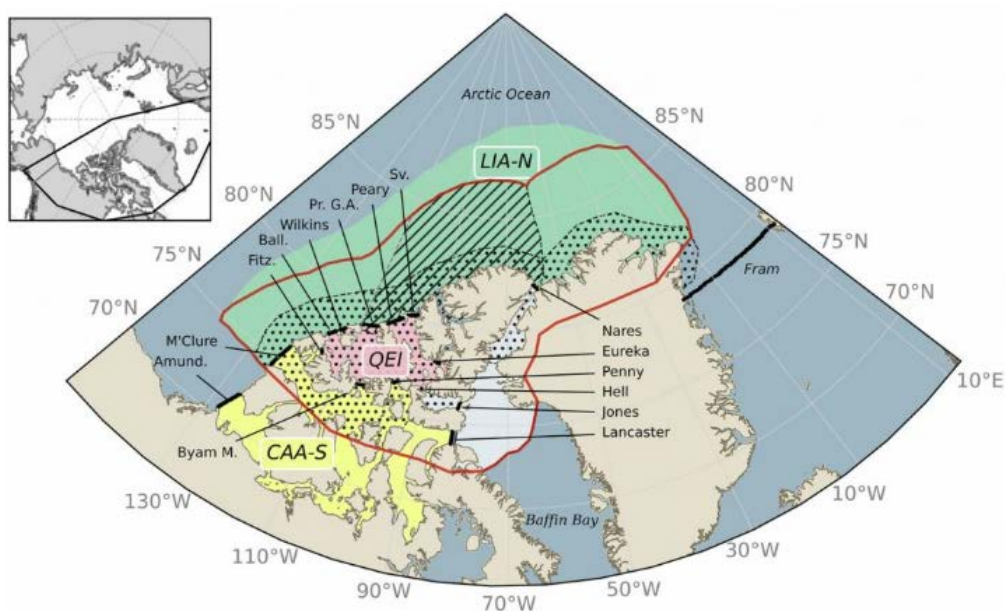 Arctic Ocean
85°N
85°N
LIA-N
Sv.
Peary
80°N
Pr. G.A.
80°N
Wilkins
Ball.
75°N
75°N
Fitz.
Fram
70°N
70°N
Nares
M'Clure
Eureka
QEI
Amund.
Penny
10°E
Hell
Jones
Lancaster
Byam M.
CAA-S
130°W
10°W
Baffin Bay
110°W
30°W
90°W
50°W
70°W